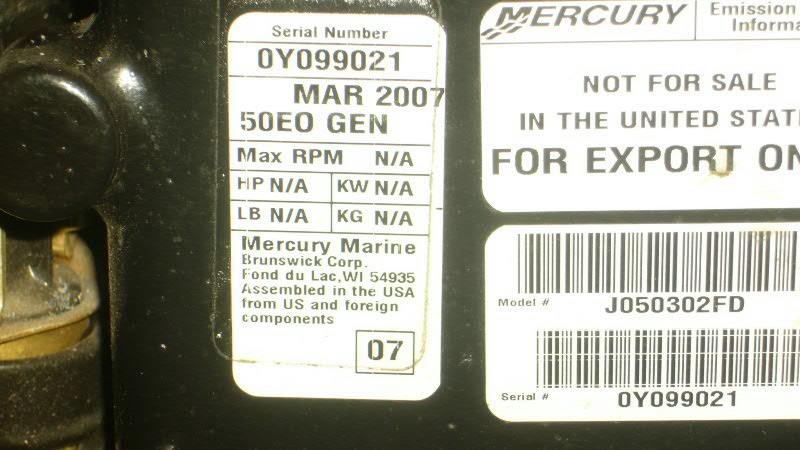 Serial Number
0Y099021
MAR 2007
50EO GEN
Max RPM N/A
HP N/A KW N/A
LB N/A KG N/A
Mercury Marine
Brunswick Corp.
Fond du Lac,WI 54935
Assembled in the USA
from US and foreign
components
07
MERCURY
Emission
NOT FOR SALE
IN THE UNITED
FOR EXPORT
Model # J050302FD
Serial # 0Y099021